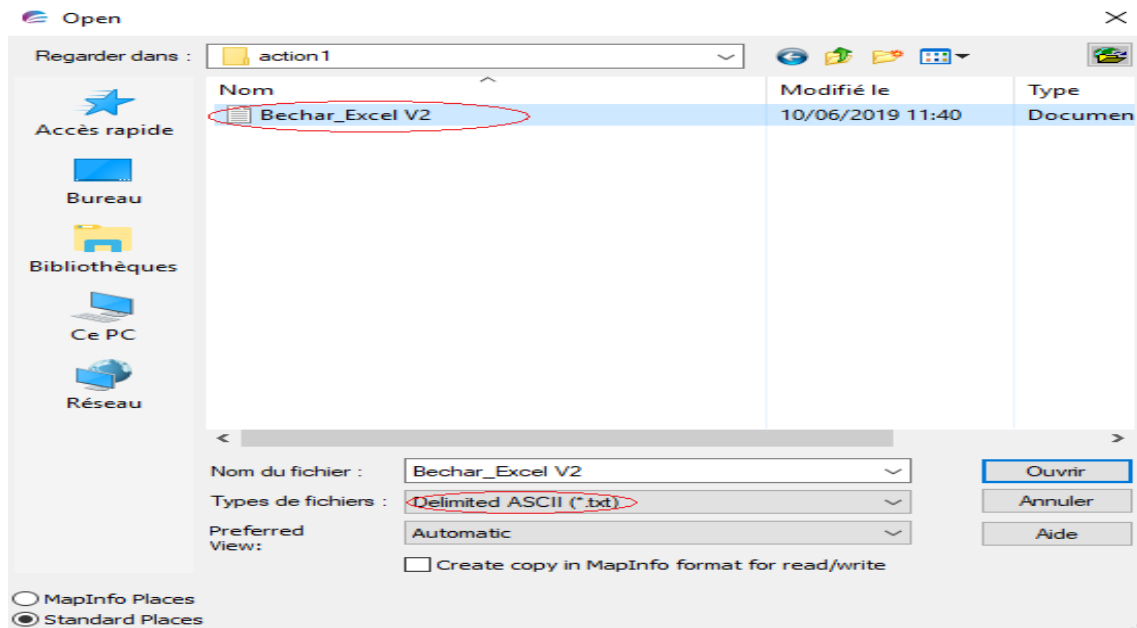 Open
Regarder dans :
action1
Nom
Modifié le
Type
Bechar_Excel V2
10/06/2019 11:40
Documen
Accès rapide
Bureau
Bibliothèques
Ce PC
Réseau
Nom du fichier :
Bechar_Excel V2
Ouvrir
Types de fichiers :
Delimited ASCII (*.txt)
Annuler
Preferred
View:
Automatic
Aide
Create copy in MapInfo format for read/write
MapInfo Places
Standard Places